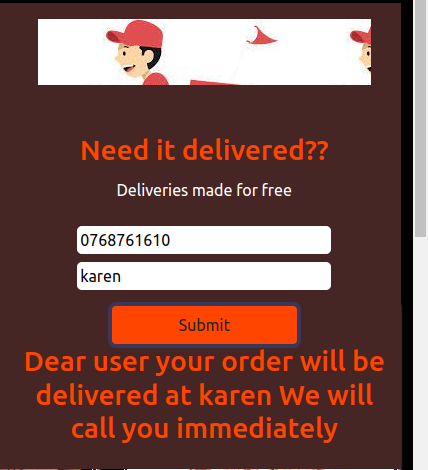 Need it delivered??
Deliveries made for free
0768761610
karen
Submit
Dear user your order will be
delivered at karen We will
call you immediately